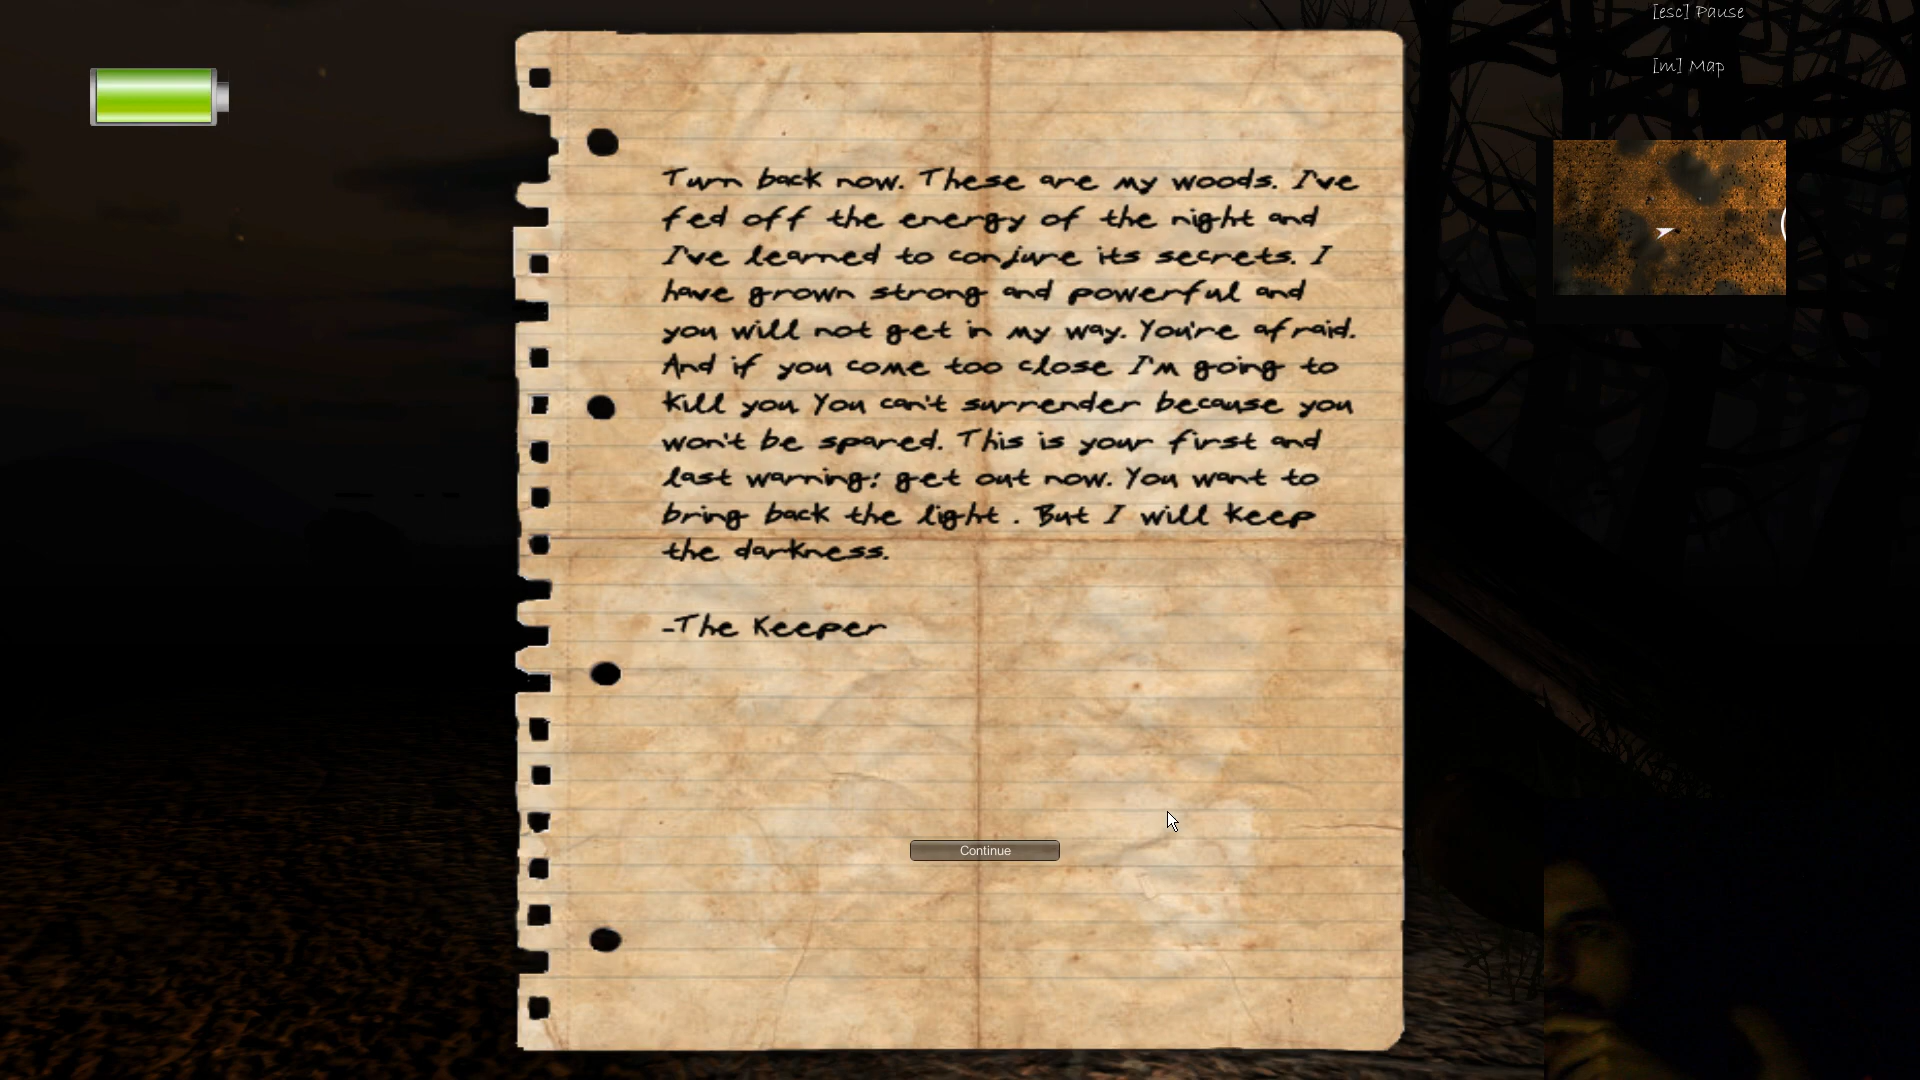 [esc] Pause
[m] Map
Turn back now. These are my woods. I've
fed off the energy of the night and
I've learned to conjure its secrets. I
have grown strong and powerful and
you will not get in my way. You're afraid.
And if you come too close I'm going to
kill you You can't surrender because you
won't be spared. This is your first and
last warning: get out now. You want to
bring back the light . But I will keep
the darkness.
-The Keeper
Continue